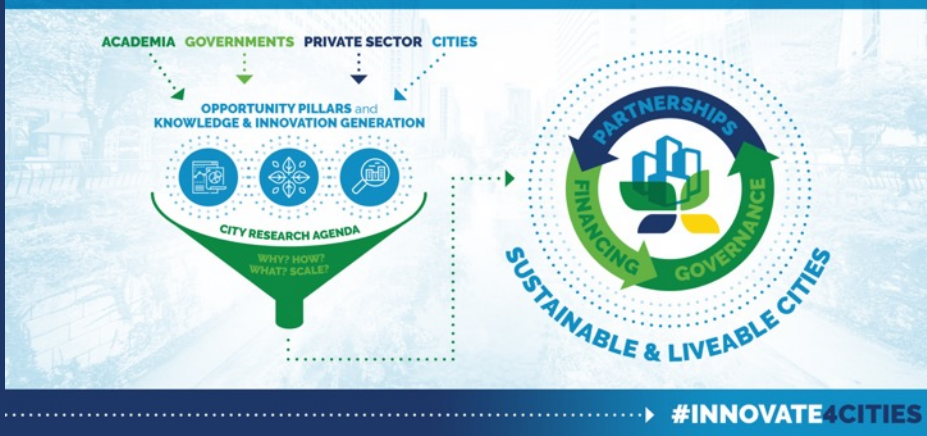 ACADEMIA GOVERNMENTS PRIVATE SECTOR CITIES
OPPORTUNITY PILLARS and
KNOWLEDGE & INNOVATION GENERATION
CITY RESEARCH AGENDA
WHY? HOW?
WHAT? SCALE?
PARTNERSHIPS
FINANCING
GOVERNANCE
SUSTAINABLE & LIVEABLE CITIES
#INNOVATE4CITIES